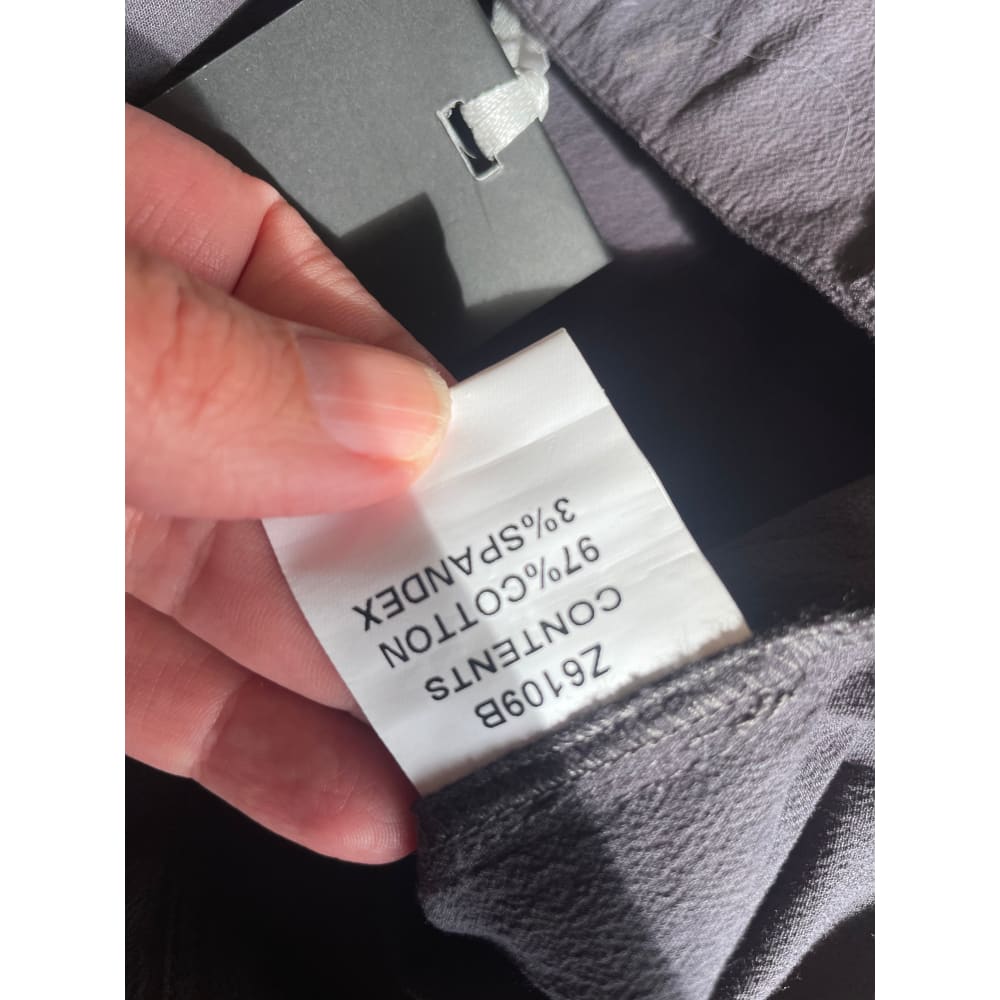 Z6109B
CONTENTS
97%COTTON
3%SPANDEX